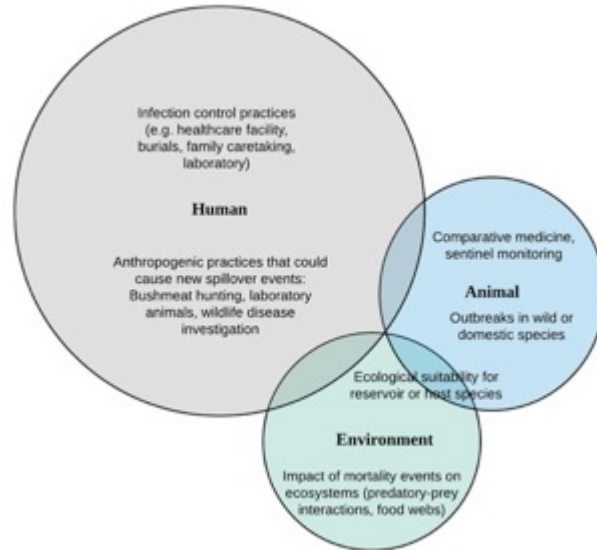 Infection control practices
(e.g. healthcare facility,
burials, family caretaking,
laboratory)
Human
Anthropogenic practices that could
cause new spillover events:
Bushmeat hunting, laboratory
animals, wildlife disease
investigation
Comparative medicine,
sentinel monitoring
Animal
Outbreaks in wild or
domestic species
Ecological suitability for
reservoir or host species
Environment
Impact of mortality events on
ecosystems (predatory-prey
interactions, food webs)